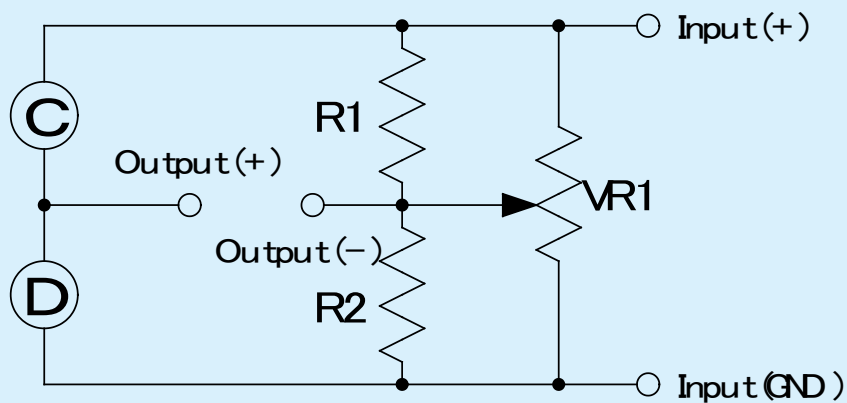 Input(+)
C
R1
Output(+)
VR1
Output(−)
D
R2
Input(GND)